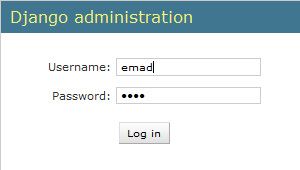 Django administration
Username: emad
Password: ••••
Log in